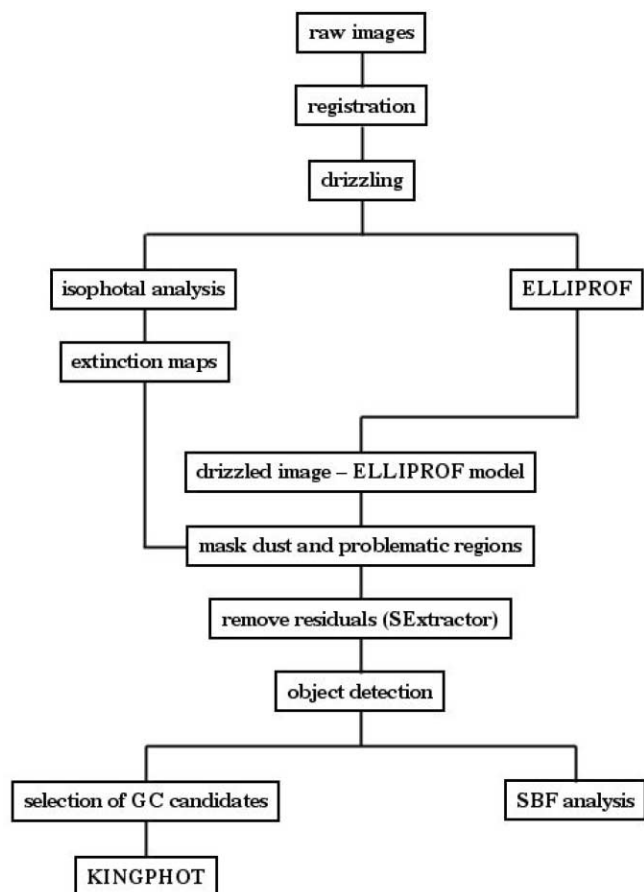 raw images
registration
drizzling
isophotal analysis
ELLIPROF
extinction maps
drizzled image – ELLIPROF model
mask dust and problematic regions
remove residuals (SExtractor)
object detection
selection of GC candidates
SBF analysis
KINGPHOT